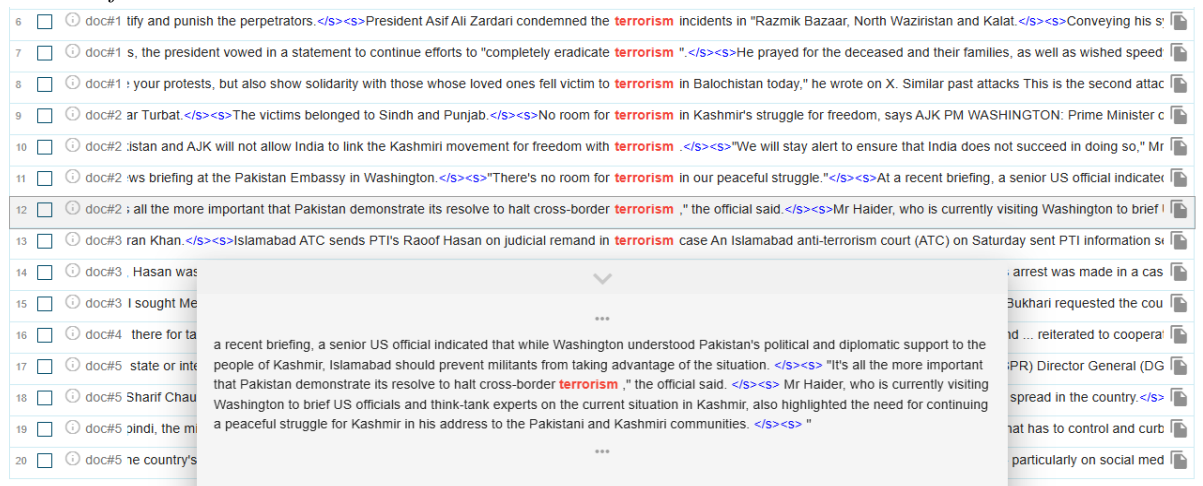 6 doc#1 tify and punish the perpetrators.</s><s>President Asif Ali Zardari condemned the terrorism incidents in "Razmik Bazaar, North Waziristan and Kalat.</s><s>Conveying his
7 doc#1 s, the president vowed in a statement to continue efforts to "completely eradicate terrorism ".</s><s>He prayed for the deceased and their families, as well as wished speed
8 doc#1 your protests, but also show solidarity with those whose loved ones fell victim to terrorism in Balochistan today," he wrote on X. Similar past attacks This is the second attac
9 doc#2 ar Turbat.</s><s>The victims belonged to Sindh and Punjab.</s><s>No room for terrorism in Kashmir's struggle for freedom, says AJK PM WASHINGTON: Prime Minister
10 doc#2 istan and AJK will not allow India to link the Kashmiri movement for freedom with terrorism .</s><s>"We will stay alert to ensure that India does not succeed in doing so," Mr
11 doc#2 ws briefing at the Pakistan Embassy in Washington.</s><s>"There's no room for terrorism in our peaceful struggle."</s><s>At a recent briefing, a senior US official indicated
12 doc#2 s all the more important that Pakistan demonstrate its resolve to halt cross-border terrorism ," the official said.</s><s>Mr Haider, who is currently visiting Washington to brief
13 doc#3 ran Khan.</s><s>Islamabad ATC sends PTI's Raoof Hasan on judicial remand in terrorism case An Islamabad anti-terrorism court (ATC) on Saturday sent PTI information se
14 doc#3 . Hasan was arrest was made in a cas
15 doc#3 I sought Me Bukhari requested the cou
16 doc#4 there for ta nd ... reiterated to coopera
17 doc#5 state or inte SPR) Director General (DG
18 doc#5 Sharif Chau spread in the country.</s>
19 doc#5 pindi, the mi hat has to control and curb
20 doc#5 he country's particularly on social med
...
a recent briefing, a senior US official indicated that while Washington understood Pakistan's political and diplomatic support to the
people of Kashmir, Islamabad should prevent militants from taking advantage of the situation. </s><s> "It's all the more important
that Pakistan demonstrate its resolve to halt cross-border terrorism ," the official said. </s><s> Mr Haider, who is currently visiting
Washington to brief US officials and think-tank experts on the current situation in Kashmir, also highlighted the need for continuing
a peaceful struggle for Kashmir in his address to the Pakistani and Kashmiri communities. </s><s> "
...